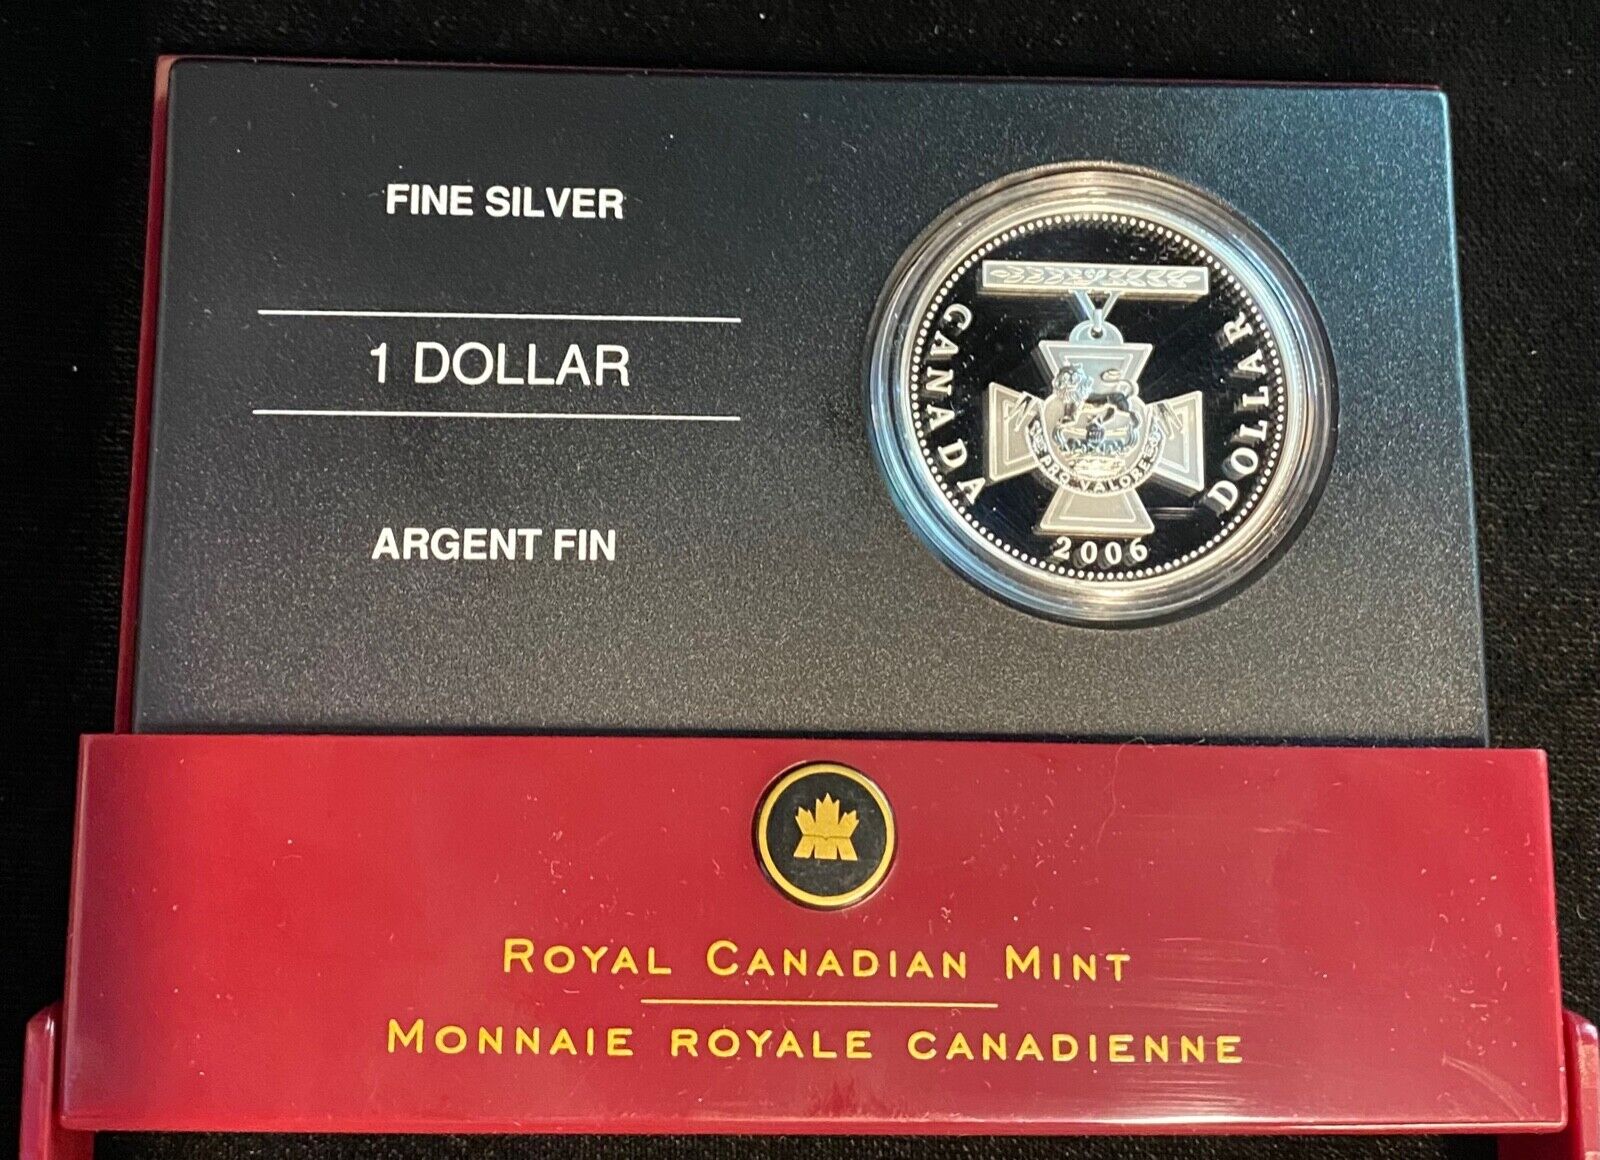 FINE SILVER
1 DOLLAR
ARGENT FIN
CANADA
DOLLAR
PRO VALORE
2006
ROYAL CANADIAN MINT
MONNAIE ROYALE CANADIENNE